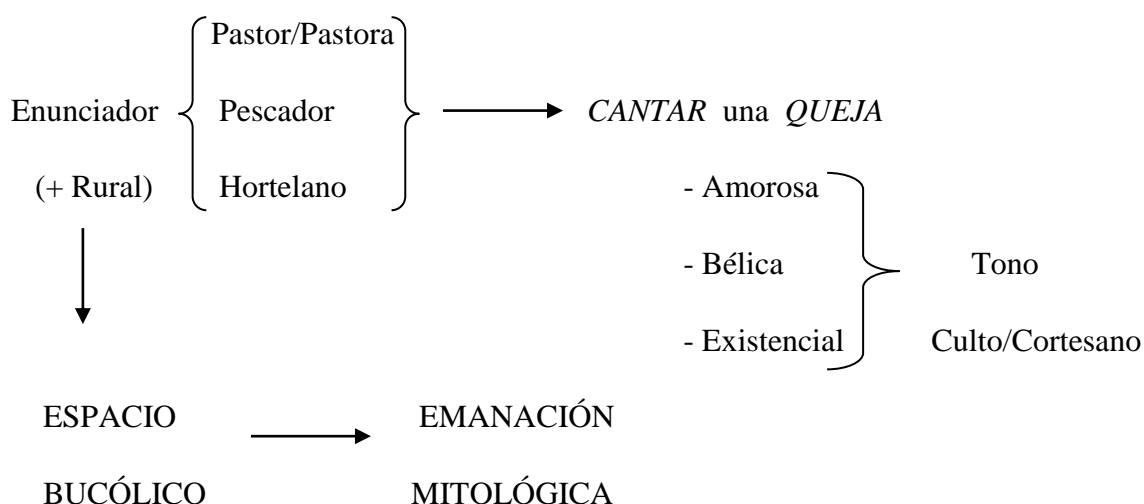 Pastor/Pastora
Enunciador Pescador CANTAR una QUEJA
(+ Rural) Hortelano - Amorosa
- Bélica Tono
- Existencial Culto/Cortesano
ESPACIO EMANACIÓN
BUCÓLICO MITOLÓGICA